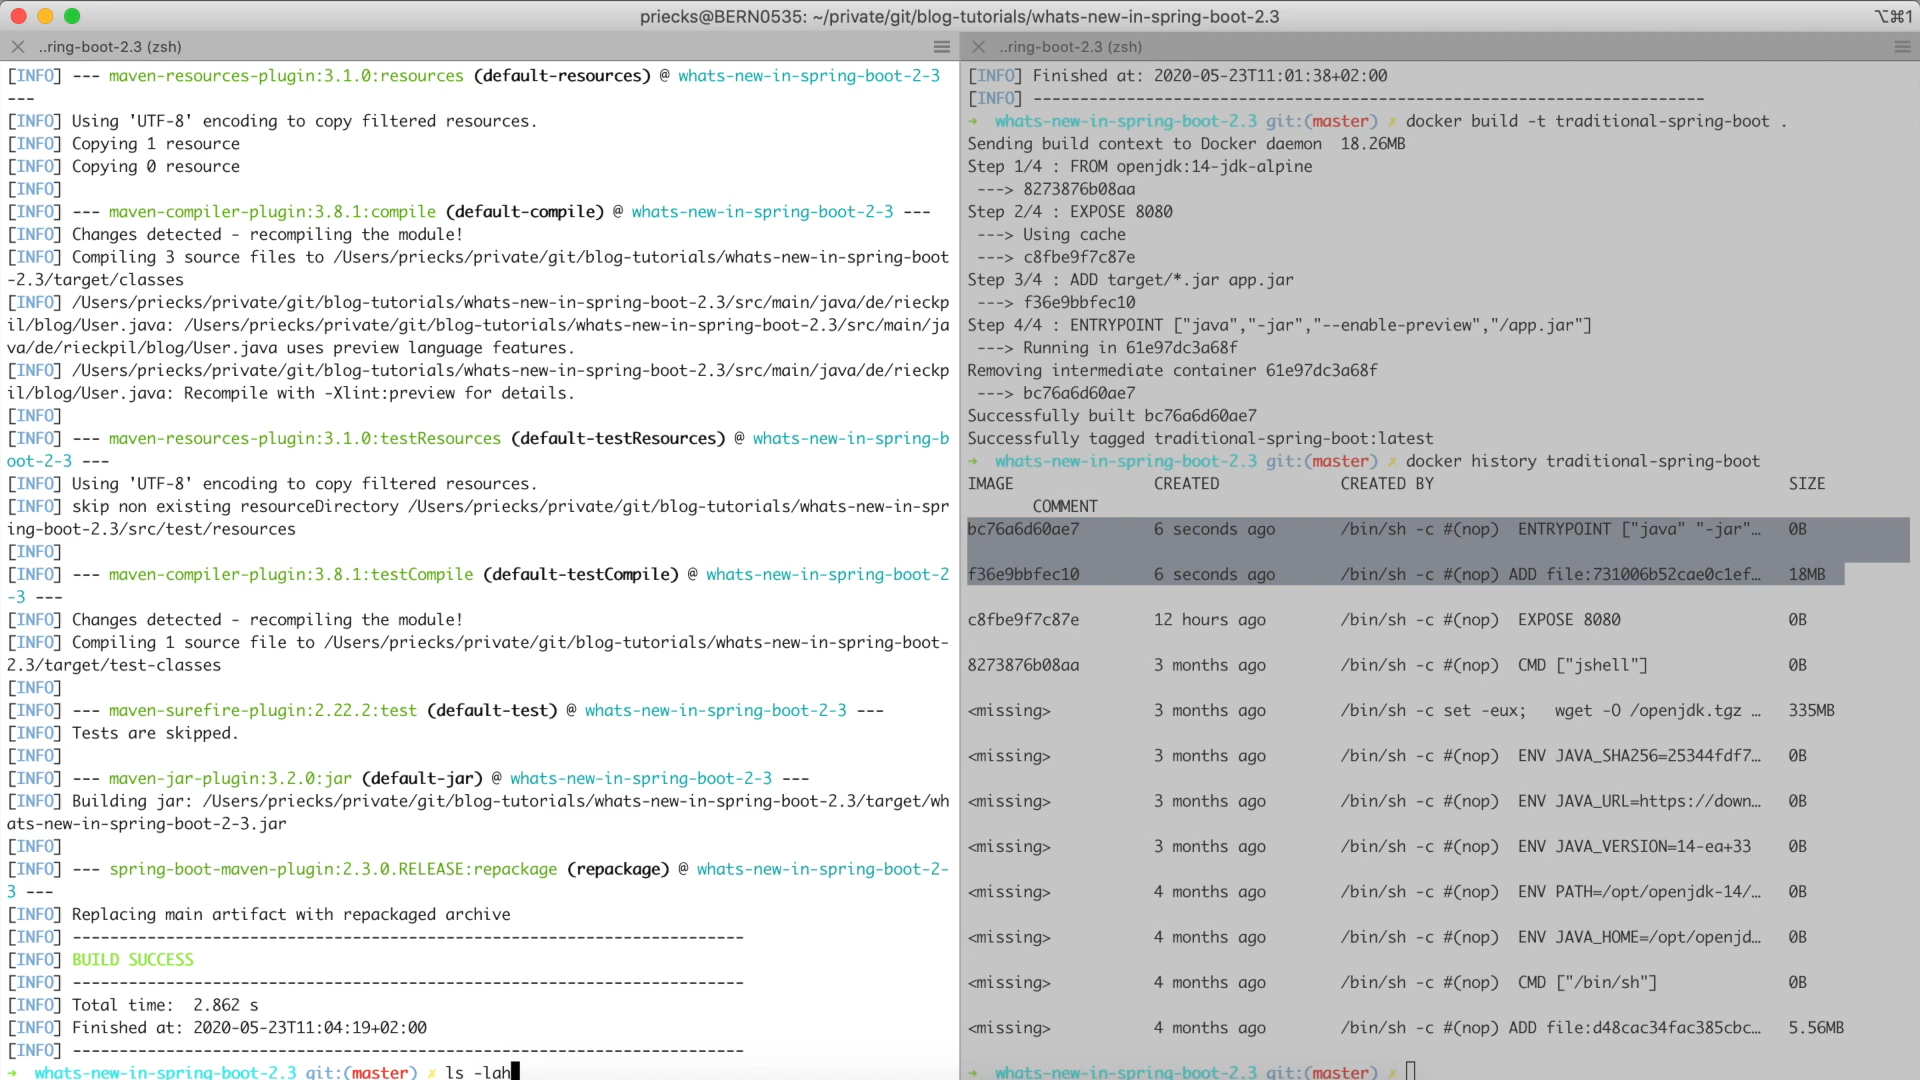 priecks@BERN0535: ~/private/git/blog-tutorials/whats-new-in-spring-boot-2.3
⌥⌘1
..ring-boot-2.3 (zsh)
[INFO] --- maven-resources-plugin:3.1.0:resources (default-resources) @ whats-new-in-spring-boot-2-3
---
[INFO] Using 'UTF-8' encoding to copy filtered resources.
[INFO] Copying 1 resource
[INFO] Copying 0 resource
[INFO]
[INFO] --- maven-compiler-plugin:3.8.1:compile (default-compile) @ whats-new-in-spring-boot-2-3 ---
[INFO] Changes detected - recompiling the module!
[INFO] Compiling 3 source files to /Users/priecks/private/git/blog-tutorials/whats-new-in-spring-boot
-2.3/target/classes
[INFO] /Users/priecks/private/git/blog-tutorials/whats-new-in-spring-boot-2.3/src/main/java/de/rieckp
il/blog/User.java: /Users/priecks/private/git/blog-tutorials/whats-new-in-spring-boot-2.3/src/main/ja
va/de/rieckpil/blog/User.java uses preview language features.
[INFO] /Users/priecks/private/git/blog-tutorials/whats-new-in-spring-boot-2.3/src/main/java/de/rieckp
il/blog/User.java: Recompile with -Xlint:preview for details.
[INFO]
[INFO] --- maven-resources-plugin:3.1.0:testResources (default-testResources) @ whats-new-in-spring-b
oot-2-3 ---
[INFO] Using 'UTF-8' encoding to copy filtered resources.
[INFO] skip non existing resourceDirectory /Users/priecks/private/git/blog-tutorials/whats-new-in-spr
ing-boot-2.3/src/test/resources
[INFO]
[INFO] --- maven-compiler-plugin:3.8.1:testCompile (default-testCompile) @ whats-new-in-spring-boot-2
-3 ---
[INFO] Changes detected - recompiling the module!
[INFO] Compiling 1 source file to /Users/priecks/private/git/blog-tutorials/whats-new-in-spring-boot-
2.3/target/test-classes
[INFO]
[INFO] --- maven-surefire-plugin:2.22.2:test (default-test) @ whats-new-in-spring-boot-2-3 ---
[INFO] Tests are skipped.
[INFO]
[INFO] --- maven-jar-plugin:3.2.0:jar (default-jar) @ whats-new-in-spring-boot-2-3 ---
[INFO] Building jar: /Users/priecks/private/git/blog-tutorials/whats-new-in-spring-boot-2.3/target/wh
ats-new-in-spring-boot-2-3.jar
[INFO]
[INFO] --- spring-boot-maven-plugin:2.3.0.RELEASE:repackage (repackage) @ whats-new-in-spring-boot-2-
3 ---
[INFO] Replacing main artifact with repackaged archive
[INFO] ------------------------------------------------------------------------
[INFO] BUILD SUCCESS
[INFO] ------------------------------------------------------------------------
[INFO] Total time:  2.862 s
[INFO] Finished at: 2020-05-23T11:04:19+02:00
[INFO] ------------------------------------------------------------------------
➜  whats-new-in-spring-boot-2.3 git:(master) ✗ ls -lah
..ring-boot-2.3 (zsh)
[INFO] Finished at: 2020-05-23T11:01:38+02:00
[INFO] ------------------------------------------------------------------------
➜  whats-new-in-spring-boot-2.3 git:(master) ✗ docker build -t traditional-spring-boot .
Sending build context to Docker daemon  18.26MB
Step 1/4 : FROM openjdk:14-jdk-alpine
 ---> 8273876b08aa
Step 2/4 : EXPOSE 8080
 ---> Using cache
 ---> c8fbe9f7c87e
Step 3/4 : ADD target/*.jar app.jar
 ---> f36e9bbfec10
Step 4/4 : ENTRYPOINT ["java","-jar","--enable-preview","/app.jar"]
 ---> Running in 61e97dc3a68f
Removing intermediate container 61e97dc3a68f
 ---> bc76a6d60ae7
Successfully built bc76a6d60ae7
Successfully tagged traditional-spring-boot:latest
➜  whats-new-in-spring-boot-2.3 git:(master) ✗ docker history traditional-spring-boot
IMAGE               CREATED             CREATED BY                                      SIZE
COMMENT
bc76a6d60ae7        6 seconds ago       /bin/sh -c #(nop)  ENTRYPOINT ["java" "-jar"…   0B
f36e9bbfec10        6 seconds ago       /bin/sh -c #(nop) ADD file:731006b52cae0c1ef…   18MB
c8fbe9f7c87e        12 hours ago        /bin/sh -c #(nop)  EXPOSE 8080                  0B
8273876b08aa        3 months ago        /bin/sh -c #(nop)  CMD ["jshell"]               0B
<missing>           3 months ago        /bin/sh -c set -eux;   wget -O /openjdk.tgz …   335MB
<missing>           3 months ago        /bin/sh -c #(nop)  ENV JAVA_SHA256=25344fdf7…   0B
<missing>           3 months ago        /bin/sh -c #(nop)  ENV JAVA_URL=https://down…   0B
<missing>           3 months ago        /bin/sh -c #(nop)  ENV JAVA_VERSION=14-ea+33    0B
<missing>           4 months ago        /bin/sh -c #(nop)  ENV PATH=/opt/openjdk-14/…   0B
<missing>           4 months ago        /bin/sh -c #(nop)  ENV JAVA_HOME=/opt/openjd…   0B
<missing>           4 months ago        /bin/sh -c #(nop)  CMD ["/bin/sh"]              0B
<missing>           4 months ago        /bin/sh -c #(nop) ADD file:d48cac34fac385cbc…   5.56MB
➜  whats-new-in-spring-boot-2.3 git:(master) ✗